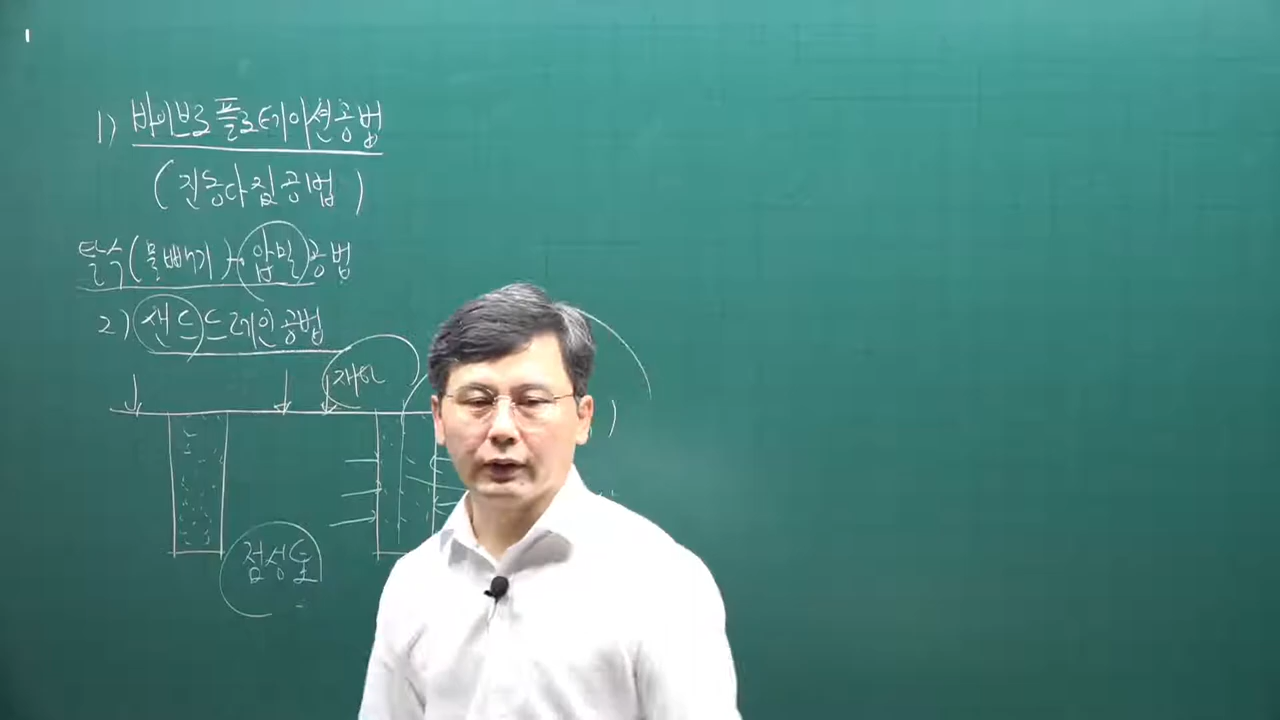 1) 바이브로 플로테이션 공법
(진동다짐공법)
탈수(물빼기)+압밀공법
2) 샌드드레인공법
재하
)
점성토